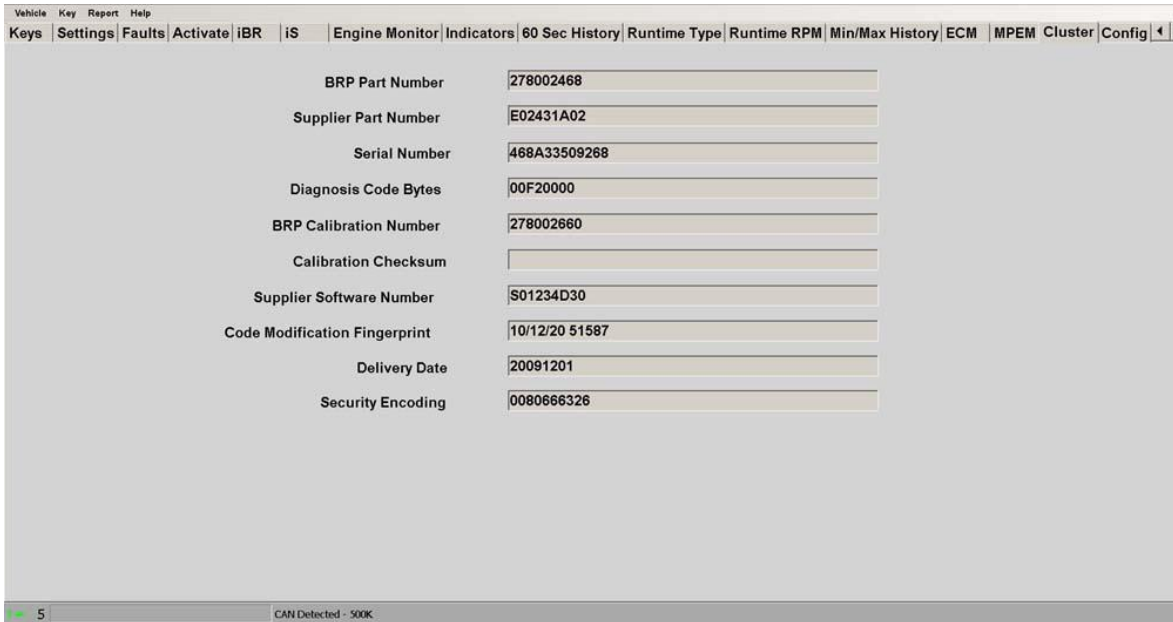 Vehicle Key Report Help
Keys Settings Faults Activate iBR iS Engine Monitor Indicators 60 Sec History Runtime Type Runtime RPM Min/Max History ECM MPEM Cluster Config
BRP Part Number 278002468
Supplier Part Number E02431A02
Serial Number 468A33509268
Diagnosis Code Bytes 00F20000
BRP Calibration Number 278002660
Calibration Checksum
Supplier Software Number S01234D30
Code Modification Fingerprint 10/12/20 51587
Delivery Date 20091201
Security Encoding 0080666326
5 CAN Detected - 500K